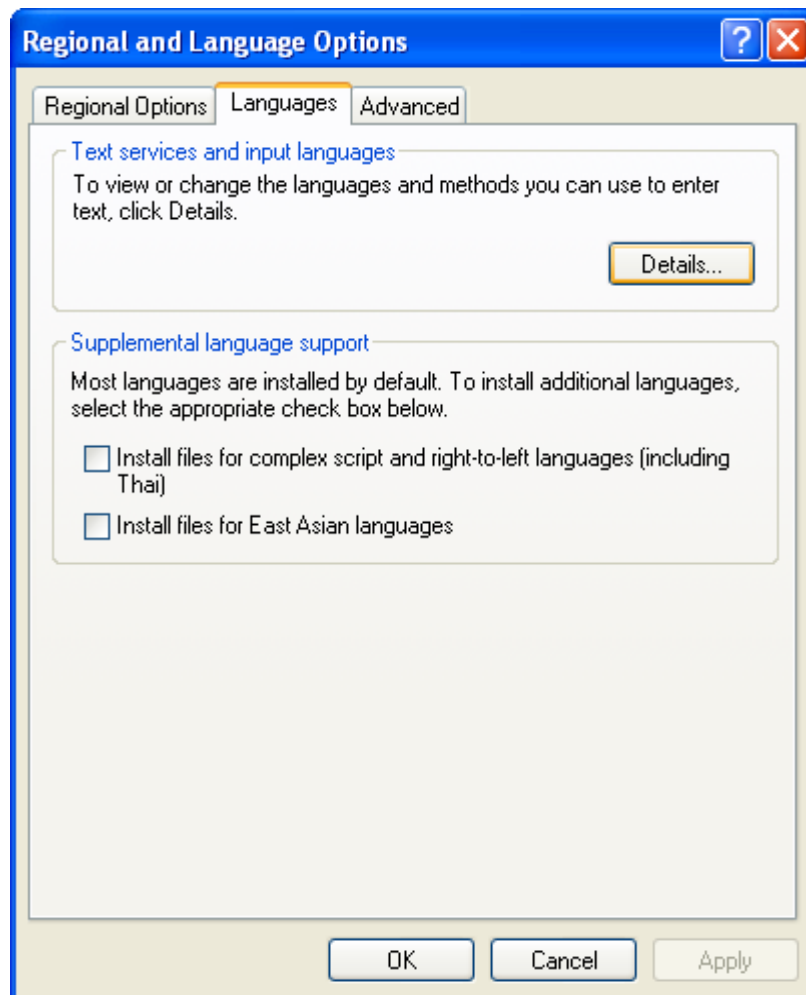 Regional and Language Options
Regional Options Languages Advanced
Text services and input languages
To view or change the languages and methods you can use to enter
text, click Details.
Details...
Supplemental language support
Most languages are installed by default. To install additional languages,
select the appropriate check box below.
Install files for complex script and right-to-left languages (including
Thai)
Install files for East Asian languages
OK Cancel Apply